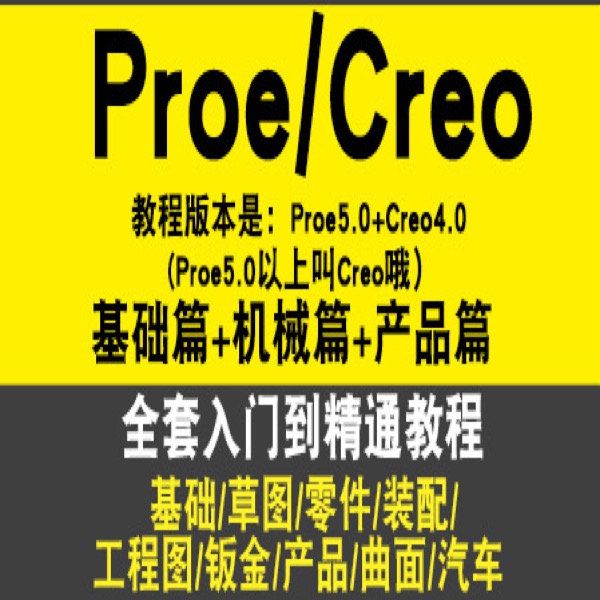 Proe/Creo
教程版本是：Proe5.0+Creo4.0
(Proe5.0以上叫Creo哦)
基础篇+机械篇+产品篇
全套入门到精通教程
基础/草图/零件/装配/
工程图/钣金/产品/曲面/汽车